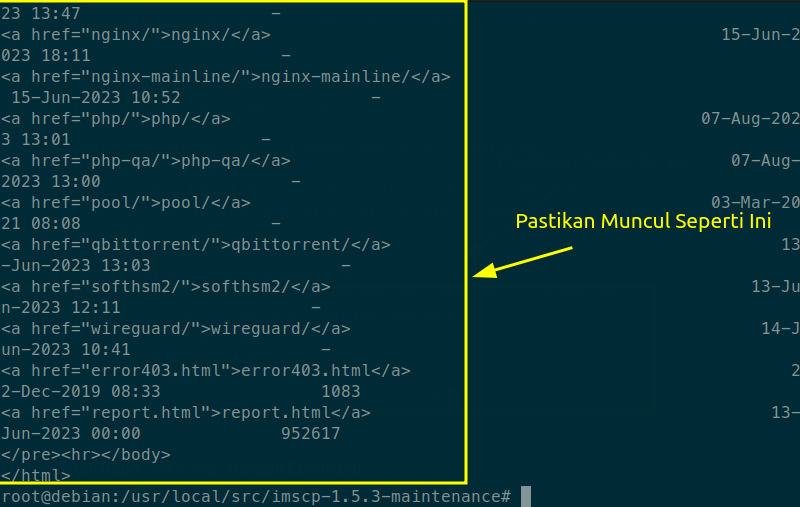 23 13:47                   -
<a href="nginx/">nginx/</a>                                             15-Jun-2
023 18:11                   -
<a href="nginx-mainline/">nginx-mainline/</a>
 15-Jun-2023 10:52                   -
<a href="php/">php/</a>                                               07-Aug-202
3 13:01                   -
<a href="php-qa/">php-qa/</a>                                            07-Aug-
2023 13:00                   -
<a href="pool/">pool/</a>                                              03-Mar-20
21 08:08                   -
Pastikan Muncul Seperti Ini
<a href="qbittorrent/">qbittorrent/</a>                                       13
-Jun-2023 13:03                   -
<a href="softhsm2/">softhsm2/</a>                                          13-Ju
n-2023 12:11                   -
<a href="wireguard/">wireguard/</a>                                         14-J
un-2023 10:41                   -
<a href="error403.html">error403.html</a>                                      2
2-Dec-2019 08:33                1083
<a href="report.html">report.html</a>                                        13-
Jun-2023 00:00              952617
</pre><hr></body>
</html>
root@debian:/usr/local/src/imscp-1.5.3-maintenance#